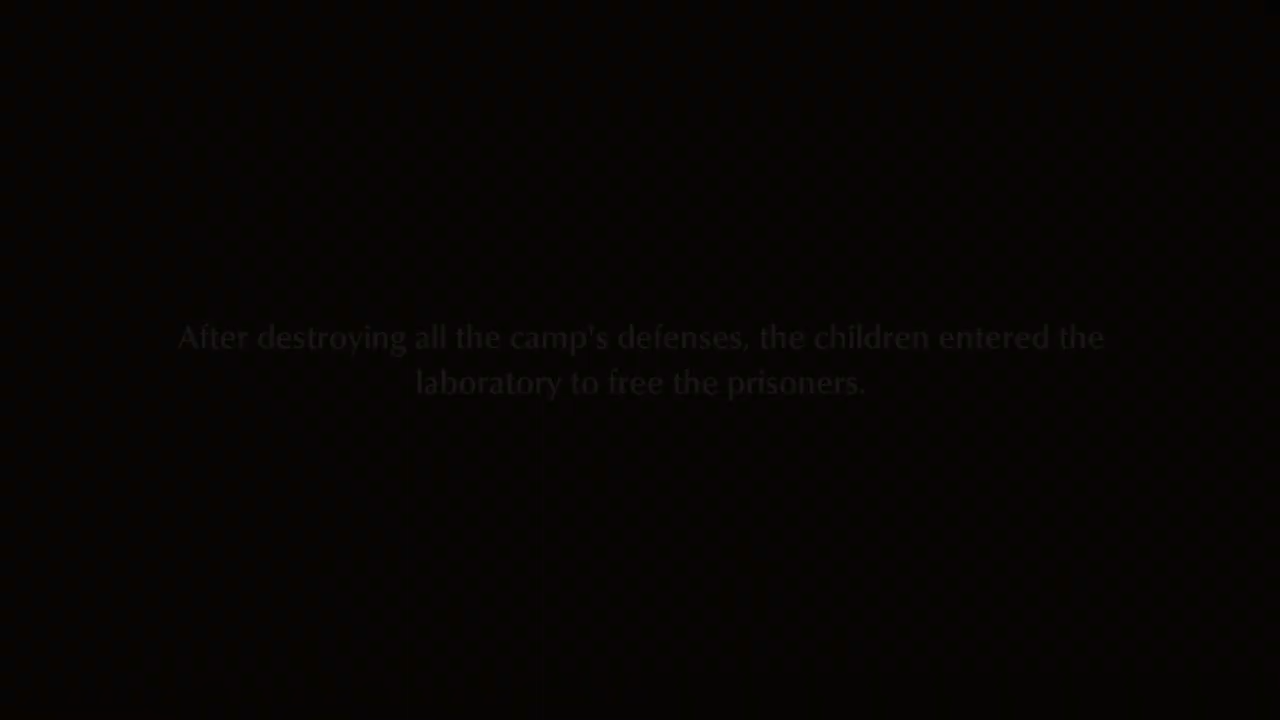 After destroying all the camp's defenses, the children entered the
laboratory to free the prisoners.